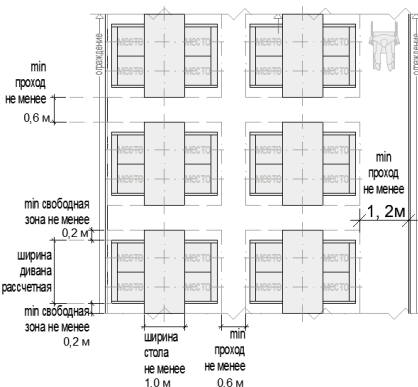 ограждение
место место место место
ограждение
место место место место
min
проход
не менее
0,6 м
место место место место
место место место место
min
проход
не менее
1, 2м
min свободная
зона не менее
0,2 м
место место место место
ширина
дивана
рассчетная
место место место место
min свободная
зона не менее
0,2 м
ширина
стола
не менее
1.0 м
min
проход
не менее
0.6 м